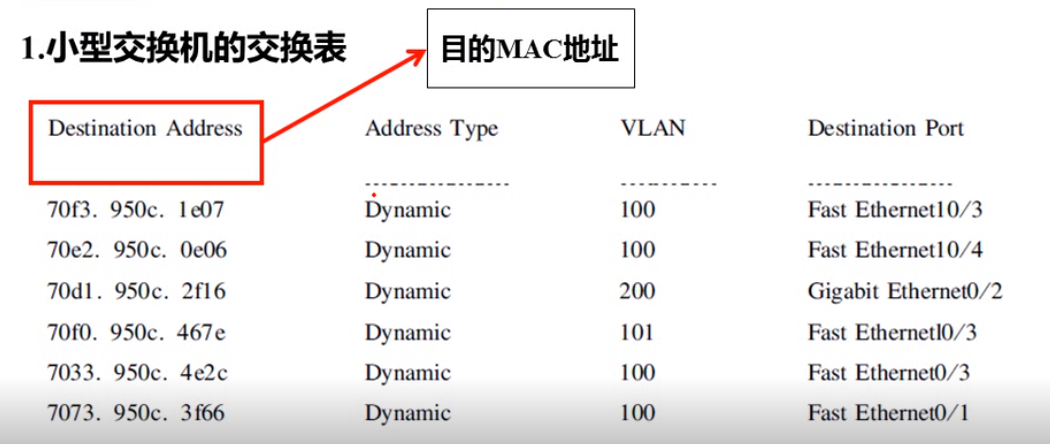 1.小型交换机的交换表
目的MAC地址
Destination Address Address Type VLAN Destination Port
70f3. 950c. 1e07 Dynamic 100 Fast Ethernet10/3
70e2. 950c. 0e06 Dynamic 100 Fast Ethernet10/4
70d1. 950c. 2f16 Dynamic 200 Gigabit Ethernet0/2
70f0. 950c. 467e Dynamic 101 Fast Ethernetl0/3
7033. 950c. 4e2c Dynamic 100 Fast Ethernet0/3
7073. 950c. 3f66 Dynamic 100 Fast Ethernet0/1